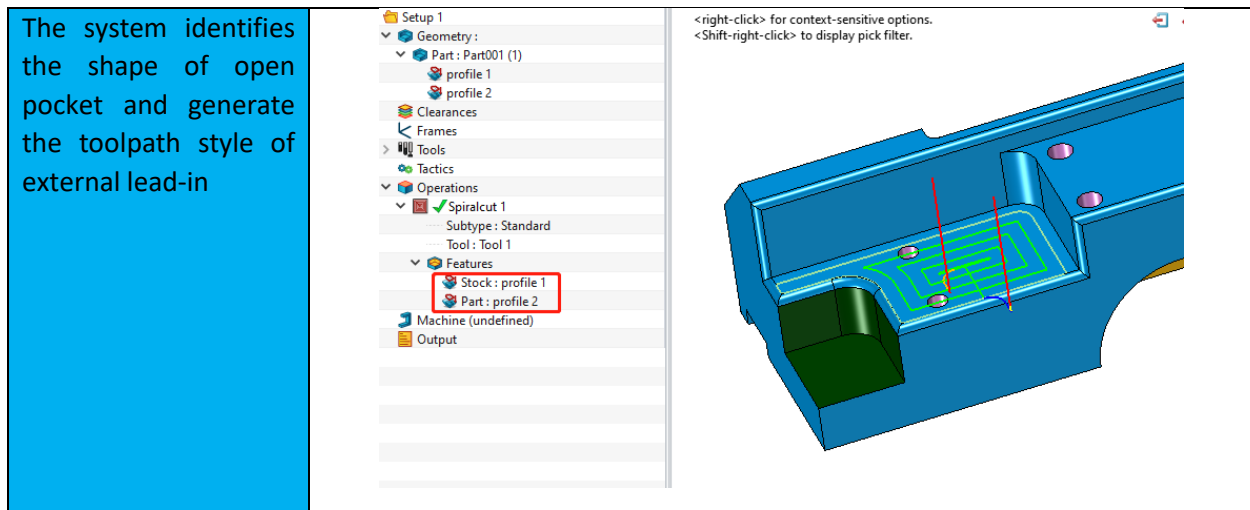 The system identifies
the shape of open
pocket and generate
the toolpath style of
external lead-in
Setup 1
Geometry :
Part : Part001 (1)
profile 1
profile 2
Clearances
Frames
Tools
Tactics
Operations
Spiralcut 1
Subtype : Standard
Tool : Tool 1
Features
Stock : profile 1
Part : profile 2
Machine (undefined)
Output
<right-click> for context-sensitive options.
<Shift-right-click> to display pick filter.